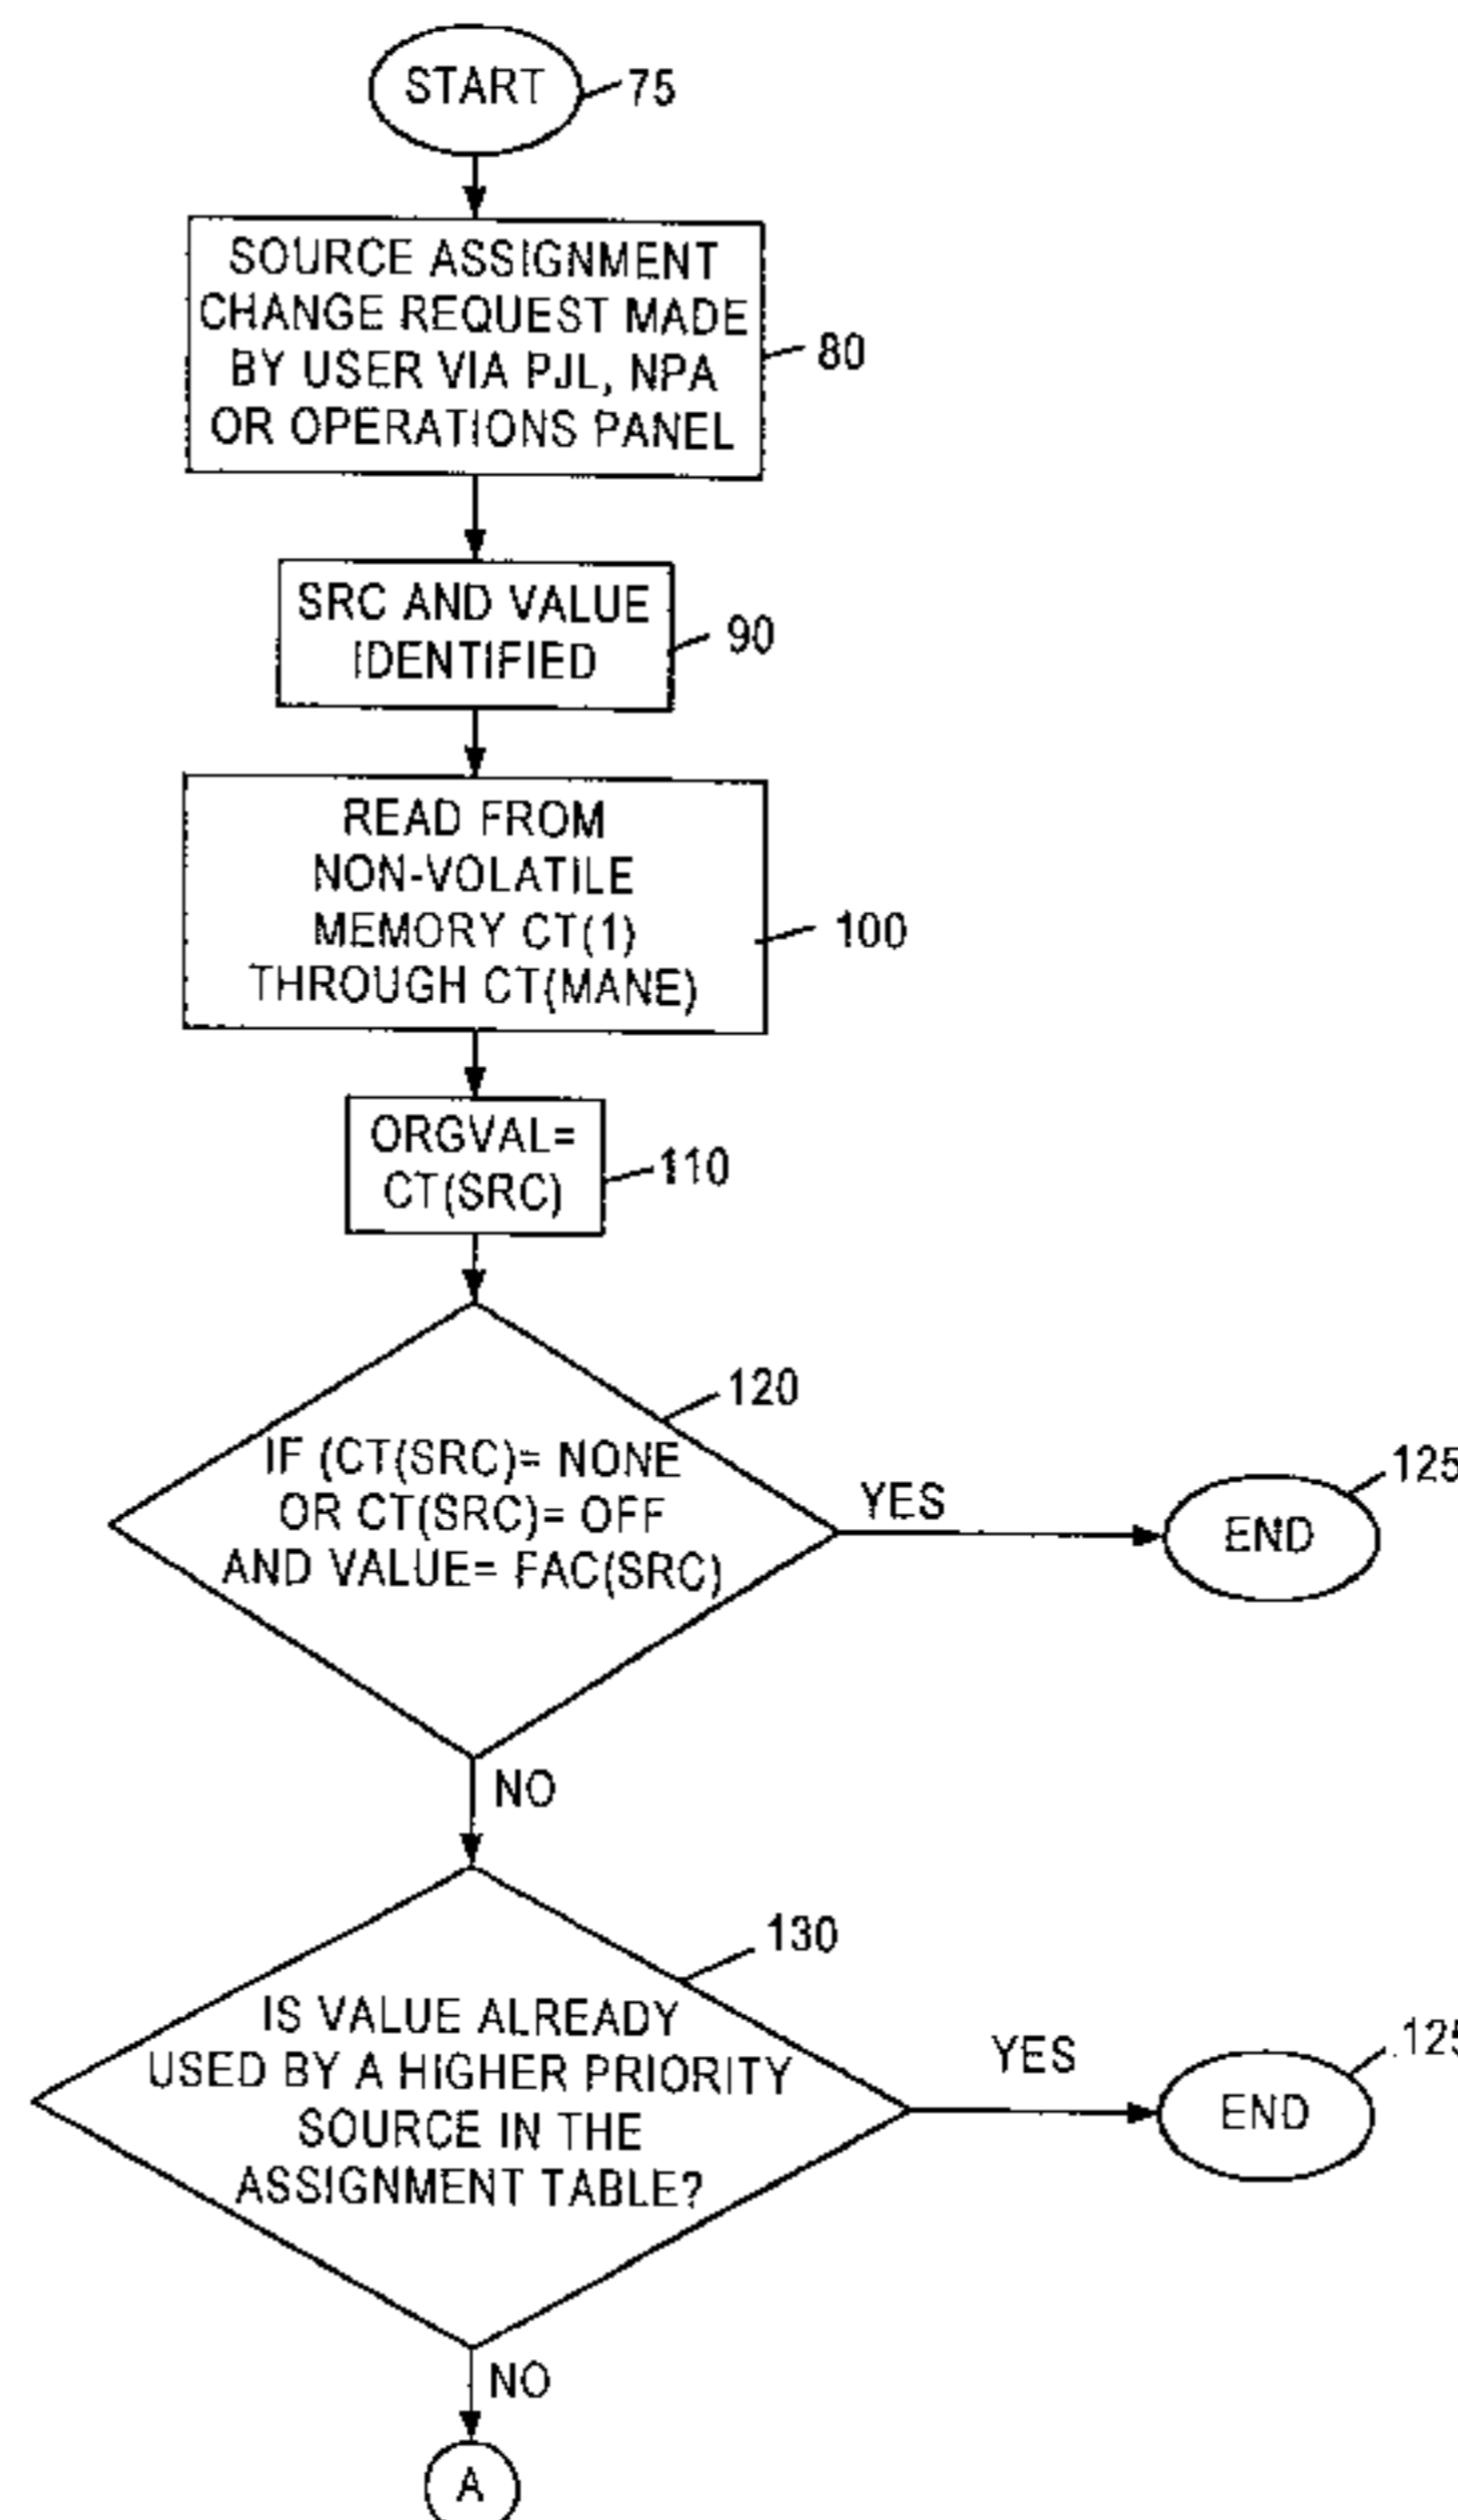 START
75
SOURCE ASSIGNMENT
CHANGE REQUEST MADE
BY USER VIA PJL, NPA
OR OPERATIONS PANEL
80
SRC AND VALUE
IDENTIFIED
90
READ FROM
NON-VOLATILE
MEMORY CT(1)
THROUGH CT(MANE)
100
ORGVAL=
CT(SRC)
110
120
IF (CT(SRC)= NONE
OR CT(SRC)= OFF
AND VALUE= FAC(SRC)
YES
125
END
NO
130
IS VALUE ALREADY
USED BY A HIGHER PRIORITY
SOURCE IN THE
ASSIGNMENT TABLE?
YES
125
END
NO
A